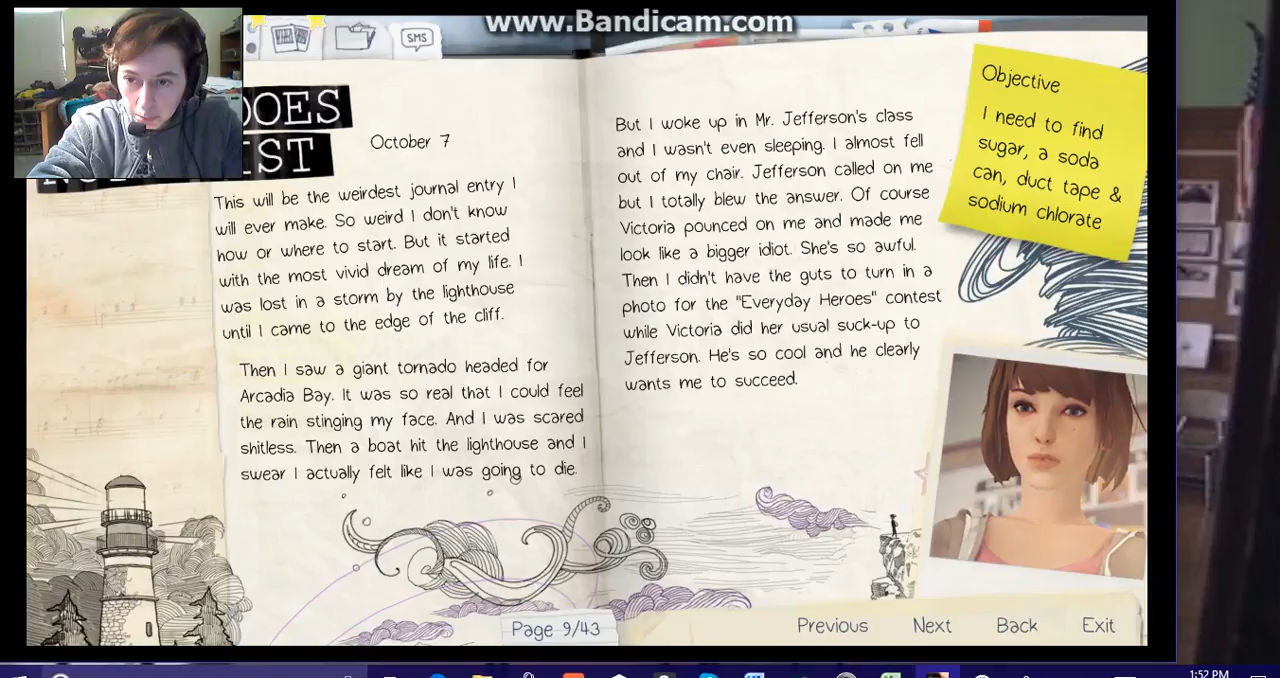 www.Bandicam.com
SMS
DOES
IST
October 7
This will be the weirdest journal entry I
will ever make. So weird I don't know
how or where to start. But it started
with the most vivid dream of my life. I
was lost in a storm by the lighthouse
until I came to the edge of the cliff.
Then I saw a giant tornado headed for
Arcadia Bay. It was so real that I could feel
the rain stinging my face. And I was scared
shitless. Then a boat hit the lighthouse and I
swear I actually felt like I was going to die.
But I woke up in Mr. Jefferson's class
and I wasn't even sleeping. I almost fell
out of my chair. Jefferson called on me
but I totally blew the answer. Of course
Victoria pounced on me and made me
look like a bigger idiot. She's so awful.
Then I didn't have the guts to turn in a
photo for the "Everyday Heroes" contest
while Victoria did her usual suck-up to
Jefferson. He's so cool and he clearly
wants me to succeed.
Objective
I need to find
sugar, a soda
can, duct tape &
sodium chlorate
Page 9/43
Previous
Next
Back
Exit
1:52 PM